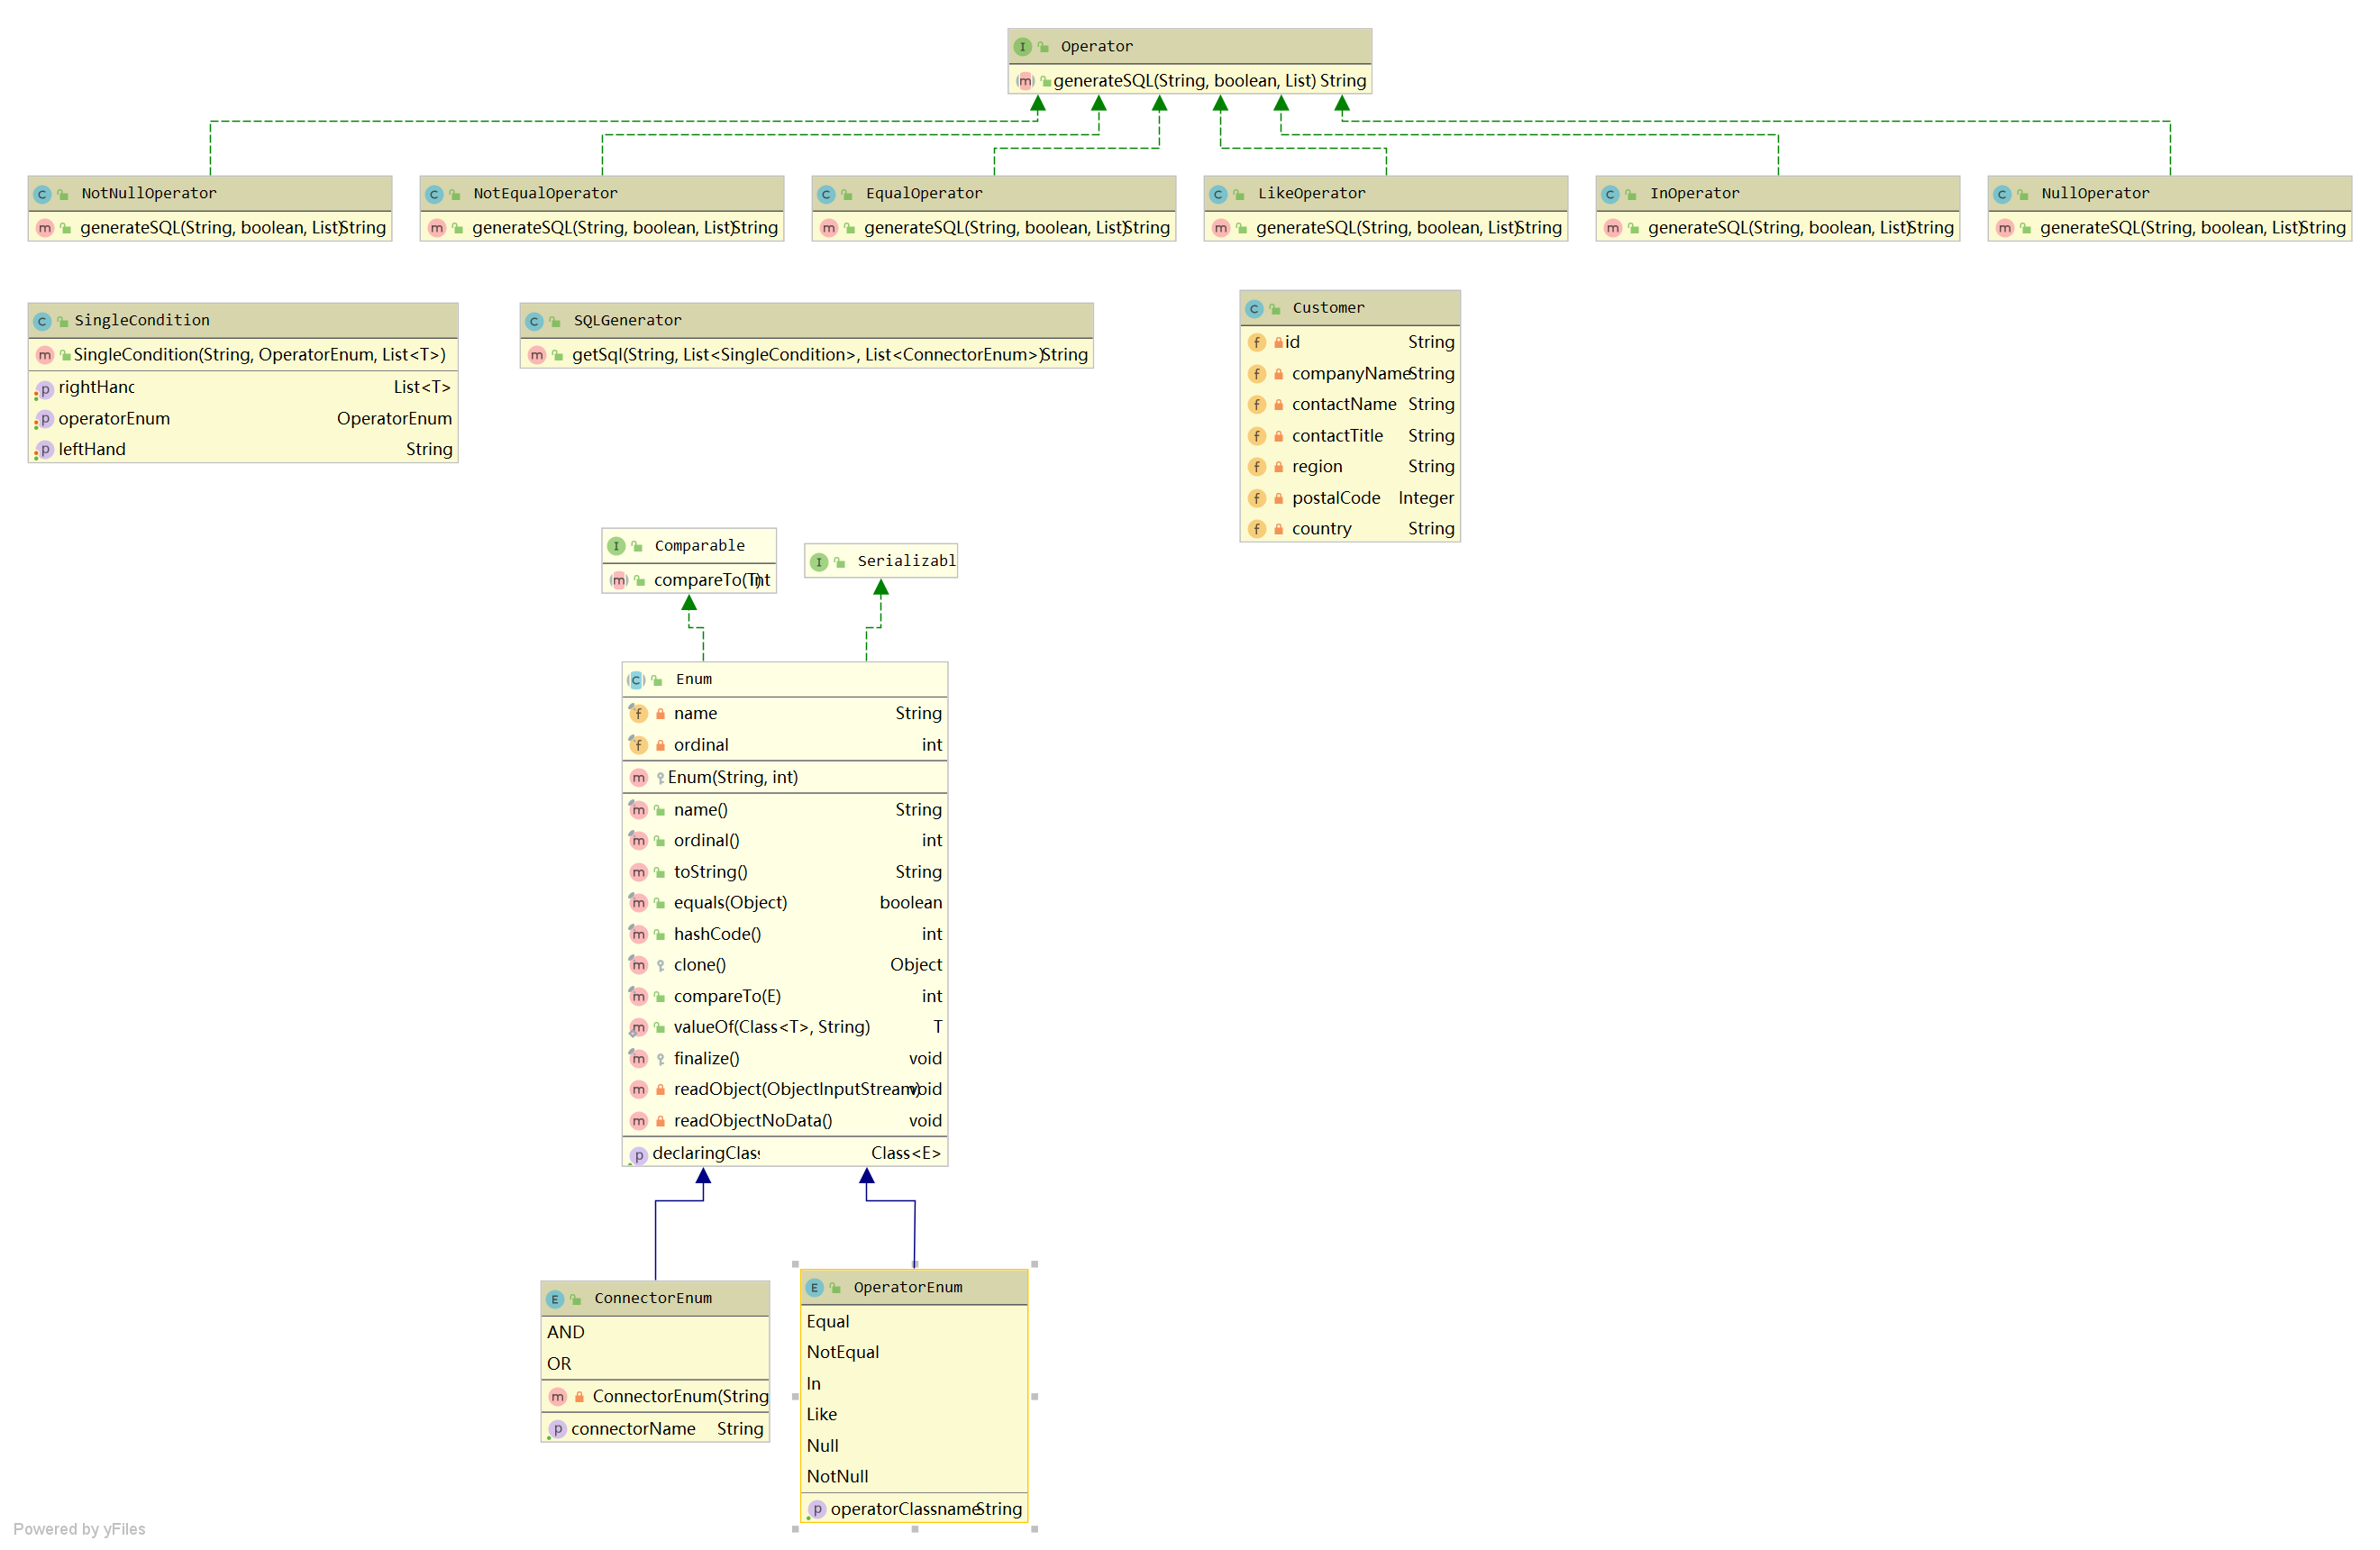 Operator
generateSQL(String, boolean, List) String
NotNullOperator
generateSQL(String, boolean, List) String
NotEqualOperator
generateSQL(String, boolean, List) String
EqualOperator
generateSQL(String, boolean, List) String
LikeOperator
generateSQL(String, boolean, List) String
InOperator
generateSQL(String, boolean, List) String
NullOperator
generateSQL(String, boolean, List) String
SingleCondition
SingleCondition(String, OperatorEnum, List<T>)
rightHand List<T>
operatorEnum OperatorEnum
leftHand String
SQLGenerator
getSql(String, List<SingleCondition>, List<ConnectorEnum>) String
Customer
id String
companyName String
contactName String
contactTitle String
region String
postalCode Integer
country String
Comparable
compareTo(T) int
Serializabl
Enum
name String
ordinal int
Enum(String, int)
name() String
ordinal() int
toString() String
equals(Object) boolean
hashCode() int
clone() Object
compareTo(E) int
valueOf(Class<T>, String) T
finalize() void
readObject(ObjectInputStream) void
readObjectNoData() void
declaringClass Class<E>
ConnectorEnum
AND
OR
ConnectorEnum(String
connectorName String
OperatorEnum
Equal
NotEqual
In
Like
Null
NotNull
operatorClassname String
Powered by yFiles